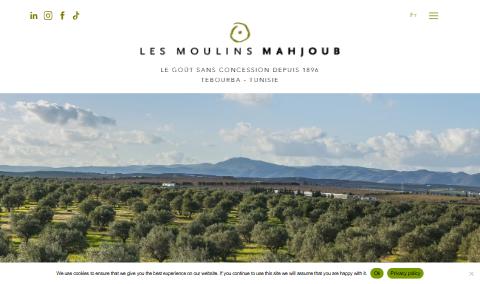 Fr
LES MOULINS MAHJOUB
LE GOÛT SANS CONCESSION DEPUIS 1896
TEBOURBA - TUNISIE
We use cookies to ensure that we give you the best experience on our website. If you continue to use this site we will assume that you are happy with it. Ok Privacy policy